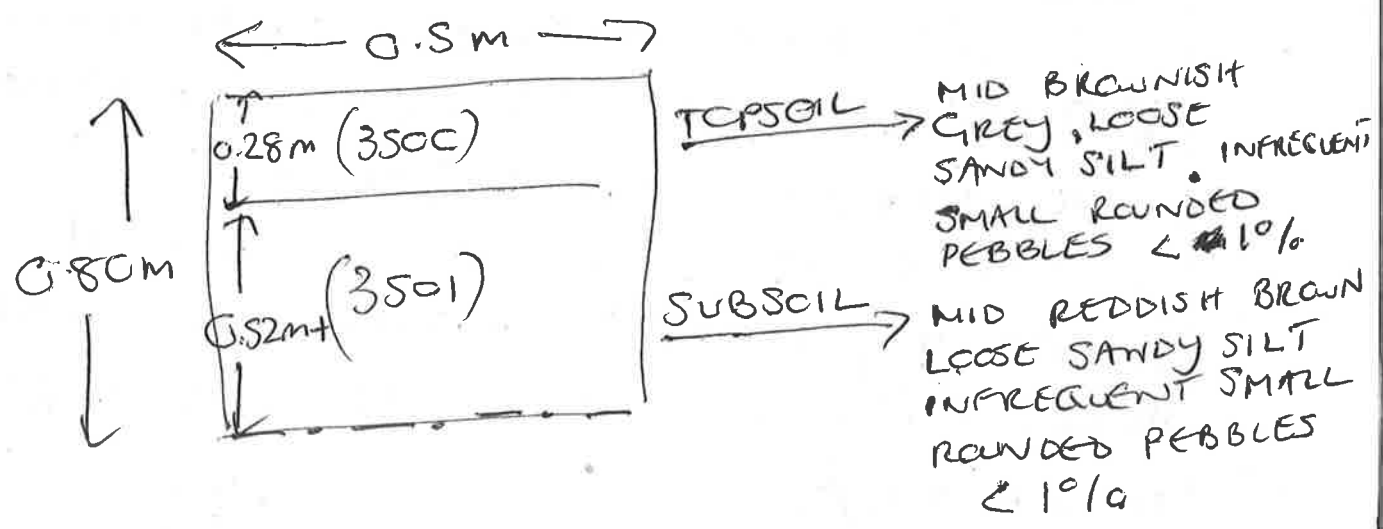 0.5m
0.80m
0.28m (3500)
0.52m+ (3501)
TOPSOIL
MID BROWNISH
GREY, LOOSE
SANDY SILT. INFREQUENT
SMALL ROUNDED
PEBBLES < 1%
SUBSOIL
MID REDDISH BROWN
LOOSE SANDY SILT
INFREQUENT SMALL
ROUNDED PEBBLES
< 1%